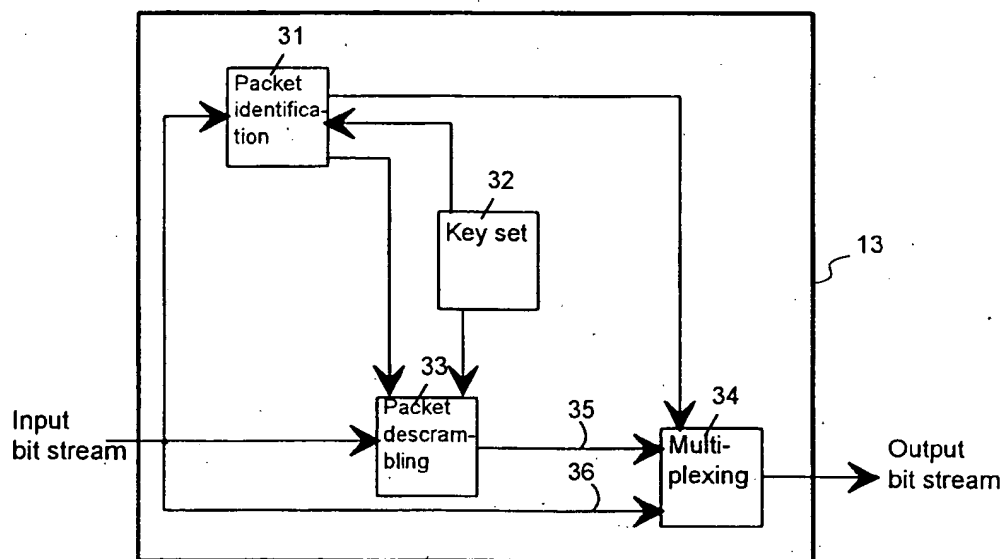 31
Packet
identifica-
tion
32
Key set
13
33
Packet
descram-
bling
35
36
34
Multi-
plexing
Input
bit stream
Output
bit stream